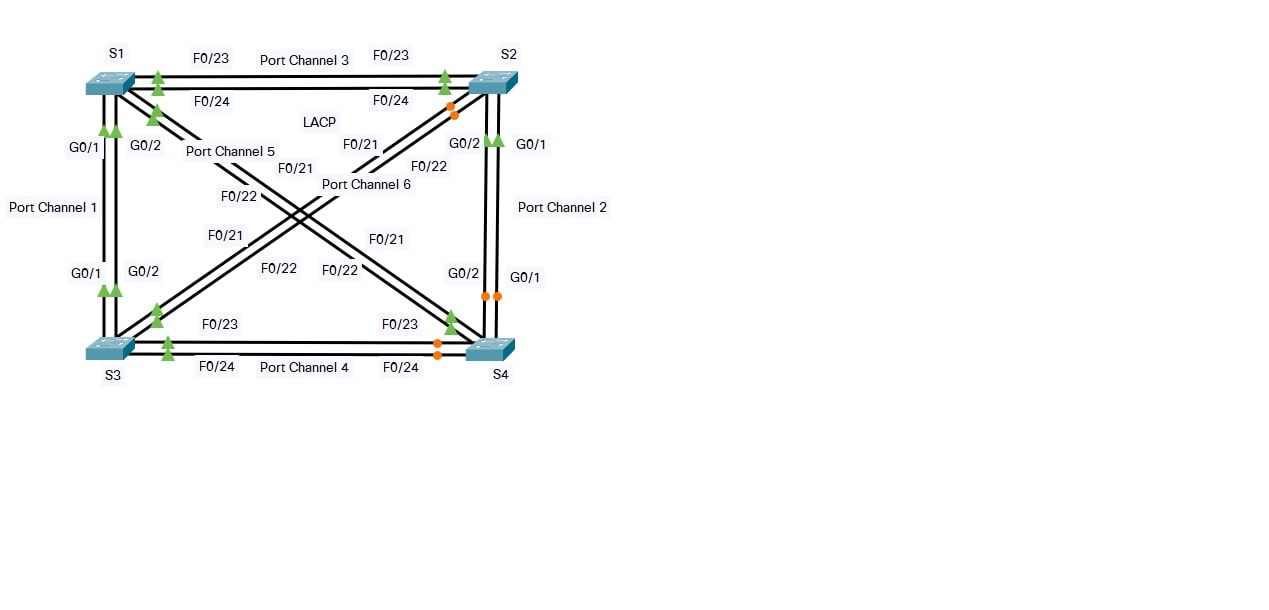 S1
S2
F0/23
Port Channel 3
F0/23
F0/24
F0/24
LACP
G0/1
G0/2
Port Channel 5
F0/21
G0/2
G0/1
F0/21
F0/22
Port Channel 6
F0/22
Port Channel 1
Port Channel 2
F0/21
F0/21
F0/22
F0/22
G0/1
G0/2
G0/2
G0/1
F0/23
F0/23
F0/24
Port Channel 4
F0/24
S3
S4